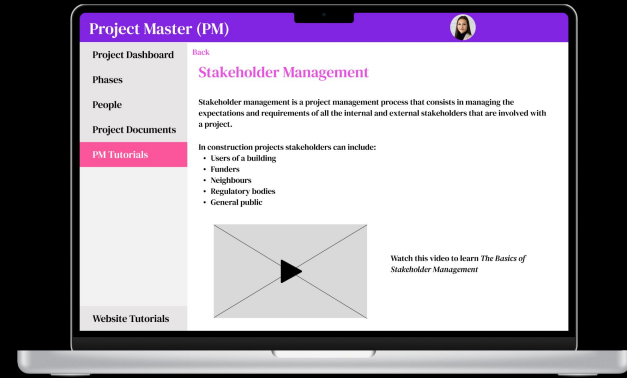 Project Master (PM)
Project Dashboard
Phases
People
Project Documents
PM Tutorials
Website Tutorials
Back
Stakeholder Management
Stakeholder management is a project management process that consists in managing the
expectations and requirements of all the internal and external stakeholders that are involved with
a project.
In construction projects stakeholders can include:
• Users of a building
• Funders
• Neighbours
• Regulatory bodies
• General public
Watch this video to learn The Basics of
Stakeholder Management